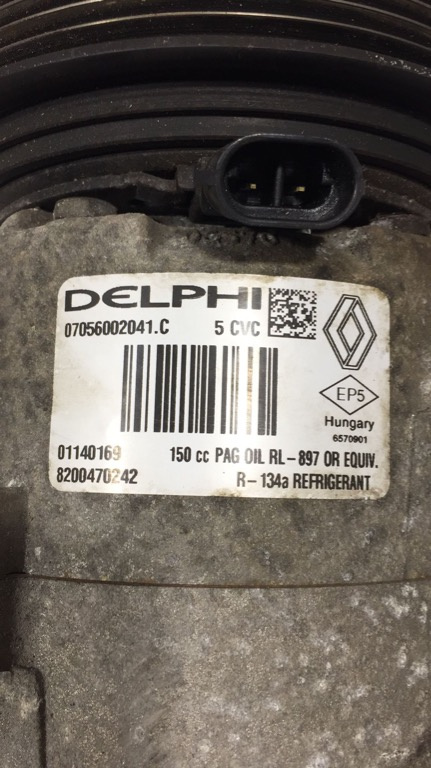 DELPHI
07056002041.C 5 CVC
EP5
Hungary
6570901
01140169 150 cc PAG OIL RL-897 OR EQUIV.
8200470242 R-134a REFRIGERANT